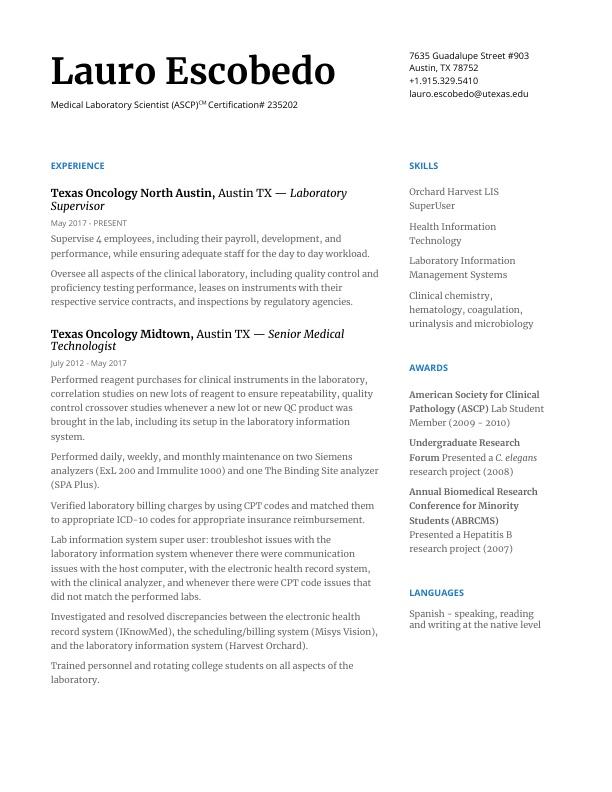 Lauro Escobedo
Medical Laboratory Scientist (ASCP)CM Certification# 235202
7635 Guadalupe Street #903
Austin, TX 78752
+1.915.329.5410
lauro.escobedo@utexas.edu
EXPERIENCE
Texas Oncology North Austin, Austin TX — Laboratory
Supervisor
May 2017 - PRESENT
Supervise 4 employees, including their payroll, development, and
performance, while ensuring adequate staff for the day to day workload.
Oversee all aspects of the clinical laboratory, including quality control and
proficiency testing performance, leases on instruments with their
respective service contracts, and inspections by regulatory agencies.
Texas Oncology Midtown, Austin TX — Senior Medical
Technologist
July 2012 - May 2017
Performed reagent purchases for clinical instruments in the laboratory,
correlation studies on new lots of reagent to ensure repeatability, quality
control crossover studies whenever a new lot or new QC product was
brought in the lab, including its setup in the laboratory information
system.
Performed daily, weekly, and monthly maintenance on two Siemens
analyzers (ExL 200 and Immulite 1000) and one The Binding Site analyzer
(SPA Plus).
Verified laboratory billing charges by using CPT codes and matched them
to appropriate ICD-10 codes for appropriate insurance reimbursement.
Lab information system super user: troubleshot issues with the
laboratory information system whenever there were communication
issues with the host computer, with the electronic health record system,
with the clinical analyzer, and whenever there were CPT code issues that
did not match the performed labs.
Investigated and resolved discrepancies between the electronic health
record system (IKnowMed), the scheduling/billing system (Misys Vision),
and the laboratory information system (Harvest Orchard).
Trained personnel and rotating college students on all aspects of the
laboratory.
SKILLS
Orchard Harvest LIS
SuperUser
Health Information
Technology
Laboratory Information
Management Systems
Clinical chemistry,
hematology, coagulation,
urinalysis and microbiology
AWARDS
American Society for Clinical
Pathology (ASCP) Lab Student
Member (2009 - 2010)
Undergraduate Research
Forum Presented a C. elegans
research project (2008)
Annual Biomedical Research
Conference for Minority
Students (ABRCMS)
Presented a Hepatitis B
research project (2007)
LANGUAGES
Spanish - speaking, reading
and writing at the native level